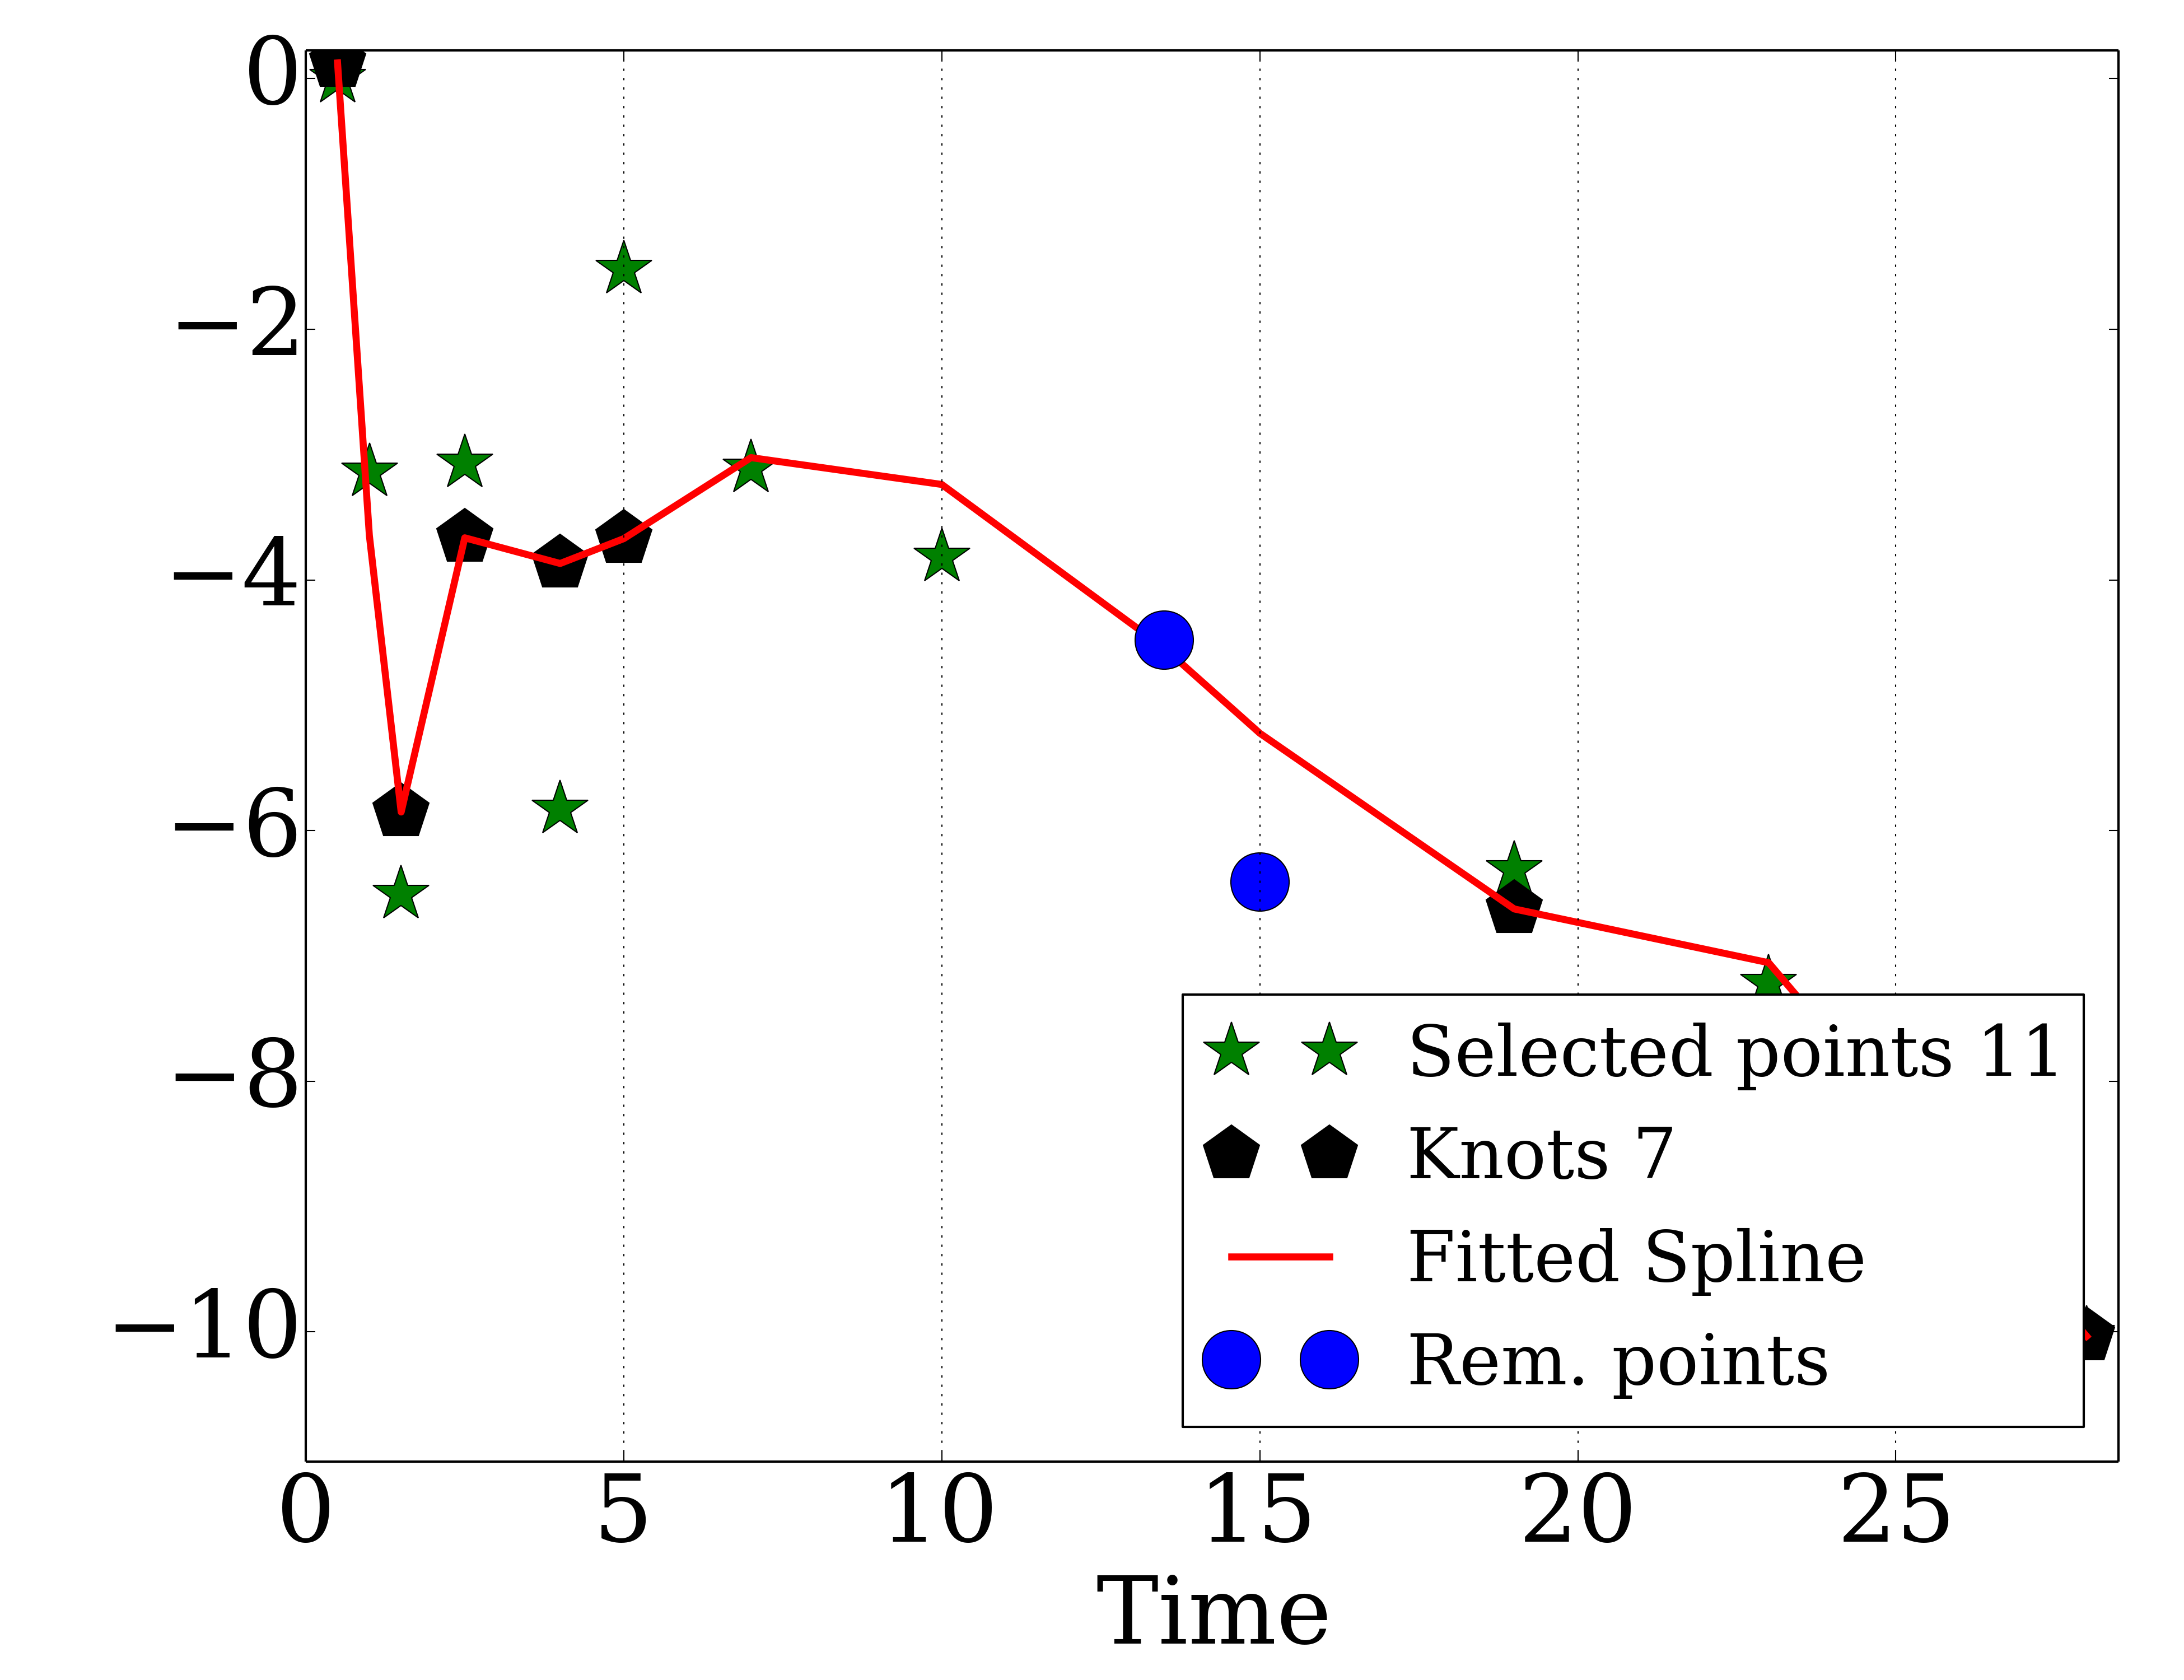 0
−2
−4
−6
−8
−10
Selected points 11
Knots 7
Fitted Spline
Rem. points
0 5 10 15 20 25
Time